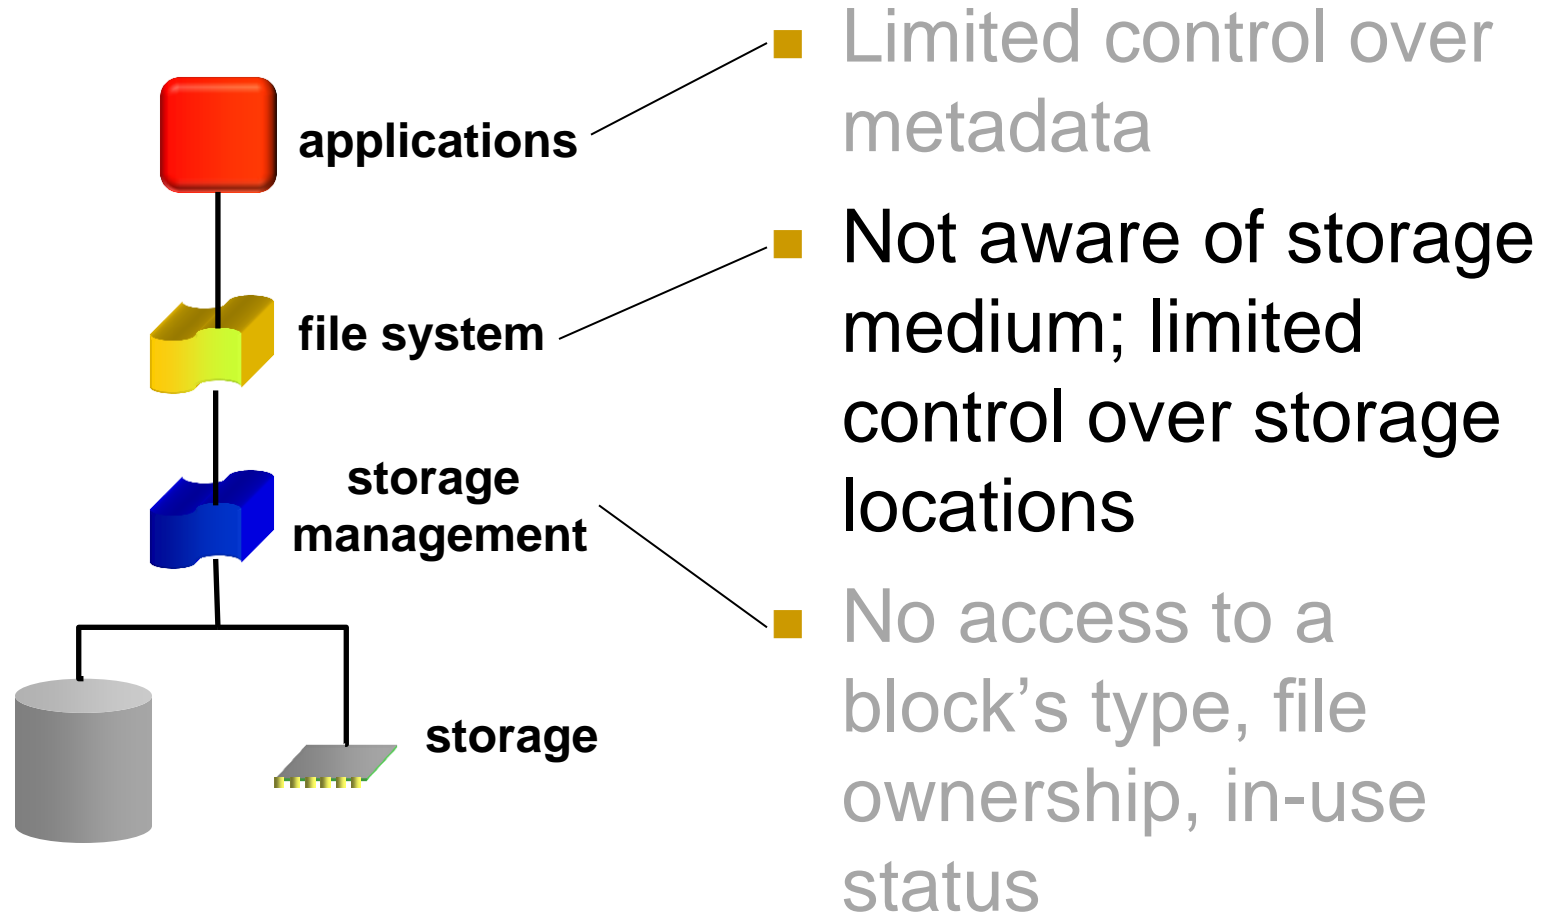 applications
file system
storage
management
storage
Limited control over
metadata
Not aware of storage
medium; limited
control over storage
locations
No access to a
block’s type, file
ownership, in-use
status